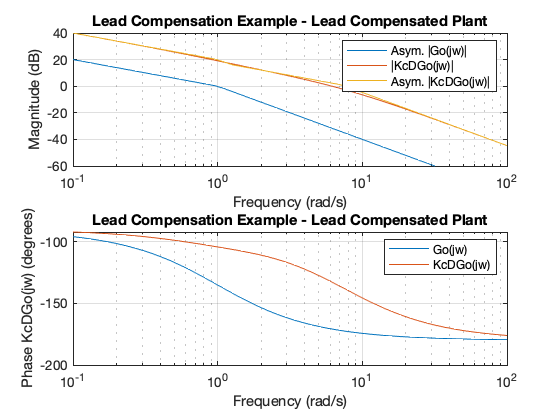 Lead Compensation Example - Lead Compensated Plant
40
20
0
-20
-40
-60
Magnitude (dB)
Asym. |Go(jw)|
|KcDGo(jw)|
Asym. |KcDGo(jw)|
10^-1
10^0
10^1
10^2
Frequency (rad/s)
Lead Compensation Example - Lead Compensated Plant
-100
-150
-200
Phase KcDGo(jw) (degrees)
Go(jw)
KcDGo(jw)
10^-1
10^0
10^1
10^2
Frequency (rad/s)